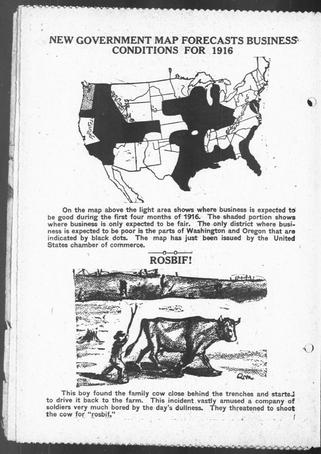 NEW GOVERNMENT MAP FORECASTS BUSINESS
CONDITIONS FOR 1916
On the map above the light area shows where business is expected to
be good during the first four months of 1916. The shaded portion shows
where business is only expected to be fair. The only district where busi-
ness is expected to be poor is the parts of Washington and Oregon that are
indicated by black dots. The map has just been issued by the United
States chamber of commerce.
ROSBIF!
This boy found the family cow close behind the trenches and started
to drive it back to the farm. This incident vastly amused a company of
soldiers very much bored by the day's dullness. They threatened to shoot
the cow for "rosbif."